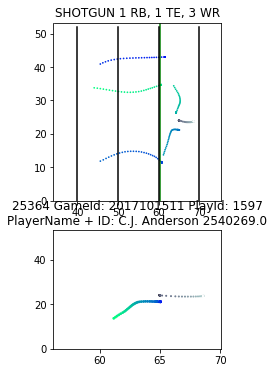 SHOTGUN 1 RB, 1 TE, 3 WR
50
40
30
20
10
0
40 50 60 70
25364 GameId: 2017101511 PlayId: 1597
PlayerName + ID: C.J. Anderson 2540269.0
40
20
0
60 65 70